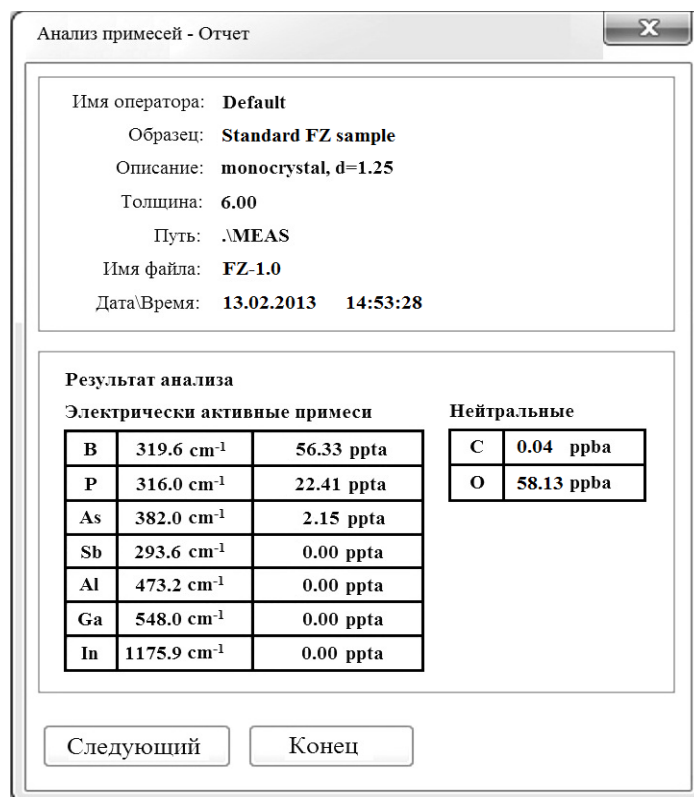 Анализ примесей - Отчет
X
Имя оператора: Default
Образец: Standard FZ sample
Описание: monocrystal, d=1.25
Толщина: 6.00
Путь: .\MEAS
Имя файла: FZ-1.0
Дата\Время: 13.02.2013 14:53:28
Результат анализа
Электрически активные примеси
B 319.6 cm⁻¹ 56.33 ppta
P 316.0 cm⁻¹ 22.41 ppta
As 382.0 cm⁻¹ 2.15 ppta
Sb 293.6 cm⁻¹ 0.00 ppta
Al 473.2 cm⁻¹ 0.00 ppta
Ga 548.0 cm⁻¹ 0.00 ppta
In 1175.9 cm⁻¹ 0.00 ppta
Нейтральные
C 0.04 ppba
O 58.13 ppba
Следующий Конец